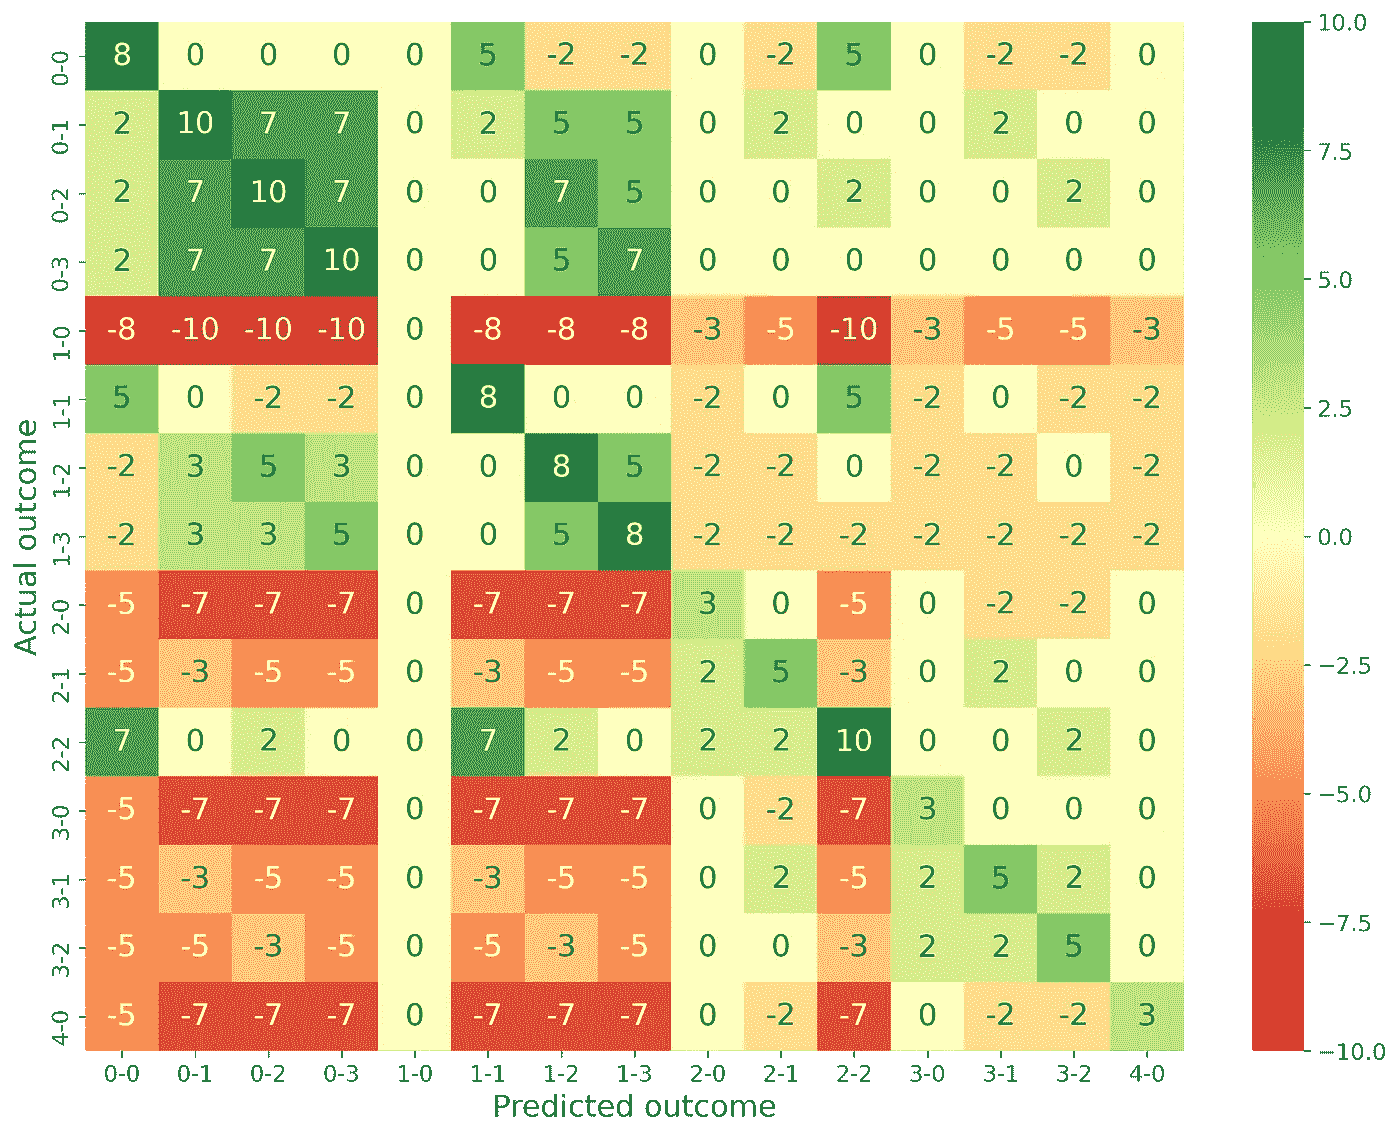 0-0 8 0 0 0 0 5 -2 -2 0 -2 5 0 -2 -2 0
0-1 2 10 7 7 0 2 5 5 0 2 0 0 2 0 0
0-2 2 7 10 7 0 0 7 5 0 0 2 0 0 2 0
0-3 2 7 7 10 0 0 5 7 0 0 0 0 0 0 0
1-0 -8 -10 -10 -10 0 -8 -8 -8 -3 -5 -10 -3 -5 -5 -3
1-1 5 0 -2 -2 0 8 0 0 -2 0 5 -2 0 -2 -2
1-2 -2 3 5 3 0 0 8 5 -2 -2 0 -2 -2 0 -2
1-3 -2 3 3 5 0 0 5 8 -2 -2 -2 -2 -2 -2 -2
2-0 -5 -7 -7 -7 0 -7 -7 -7 3 0 -5 0 -2 -2 0
2-1 -5 -3 -5 -5 0 -3 -5 -5 2 5 -3 0 2 0 0
2-2 7 0 2 0 0 7 2 0 2 2 10 0 0 2 0
3-0 -5 -7 -7 -7 0 -7 -7 -7 0 -2 -7 3 0 0 0
3-1 -5 -3 -5 -5 0 -3 -5 -5 0 2 -5 2 5 2 0
3-2 -5 -5 -3 -5 0 -5 -3 -5 0 0 -3 2 2 5 0
4-0 -5 -7 -7 -7 0 -7 -7 -7 0 -2 -7 0 -2 -2 3
0-0 0-1 0-2 0-3 1-0 1-1 1-2 1-3 2-0 2-1 2-2 3-0 3-1 3-2 4-0
Predicted outcome
Actual outcome
10.0
7.5
5.0
2.5
0.0
−2.5
−5.0
−7.5
−10.0